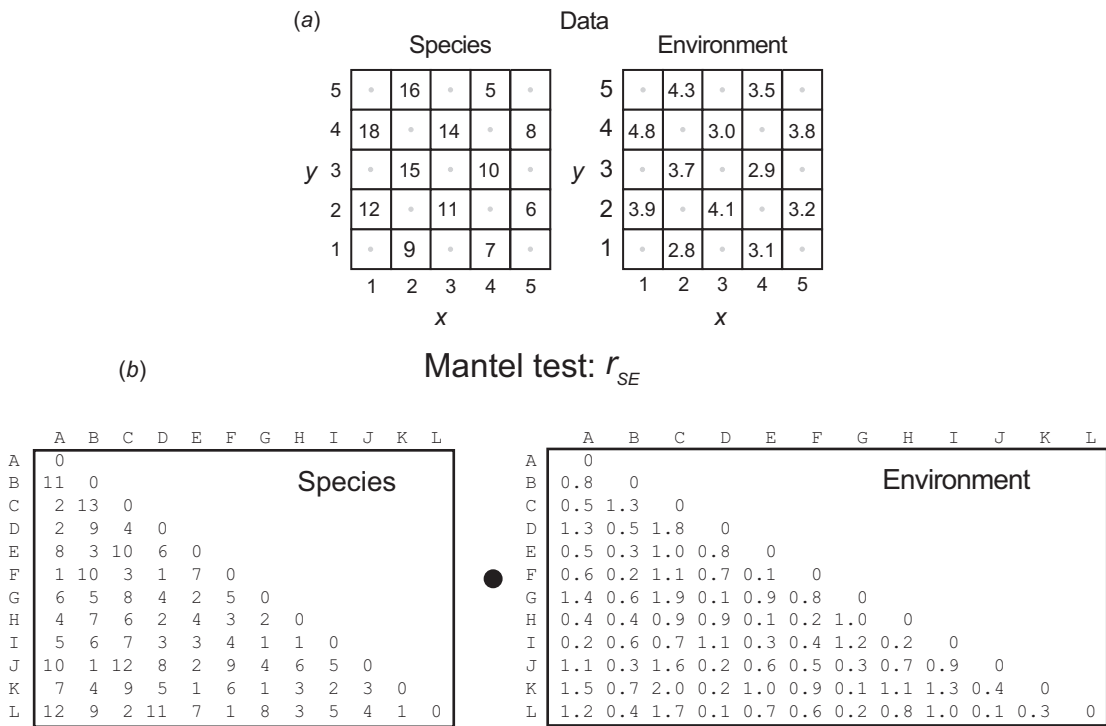 (a) Data
Species Environment
5 · 16 · 5 · 5 · 4.3 · 3.5 ·
4 18 · 14 · 8 4 4.8 · 3.0 · 3.8
y 3 · 15 · 10 · y 3 · 3.7 · 2.9 ·
2 12 · 11 · 6 2 3.9 · 4.1 · 3.2
1 · 9 · 7 · 1 · 2.8 · 3.1 ·
1 2 3 4 5 1 2 3 4 5
x x
(b) Mantel test: r_SE
A B C D E F G H I J K L A B C D E F G H I J K L
Species Environment
A 0 A 0
B 11 0 B 0.8 0
C 2 13 0 C 0.5 1.3 0
D 2 9 4 0 D 1.3 0.5 1.8 0
E 8 3 10 6 0 E 0.5 0.3 1.0 0.8 0
F 1 10 3 1 7 0 F 0.6 0.2 1.1 0.7 0.1 0
G 6 5 8 4 2 5 0 G 1.4 0.6 1.9 0.1 0.9 0.8 0
H 4 7 6 2 4 3 2 0 H 0.4 0.4 0.9 0.9 0.1 0.2 1.0 0
I 5 6 7 3 3 4 1 1 0 I 0.2 0.6 0.7 1.1 0.3 0.4 1.2 0.2 0
J 10 1 12 8 2 9 4 6 5 0 J 1.1 0.3 1.6 0.2 0.6 0.5 0.3 0.7 0.9 0
K 7 4 9 5 1 6 1 3 2 3 0 K 1.5 0.7 2.0 0.2 1.0 0.9 0.1 1.1 1.3 0.4 0
L 12 9 2 11 7 1 8 3 5 4 1 0 L 1.2 0.4 1.7 0.1 0.7 0.6 0.2 0.8 1.0 0.1 0.3 0